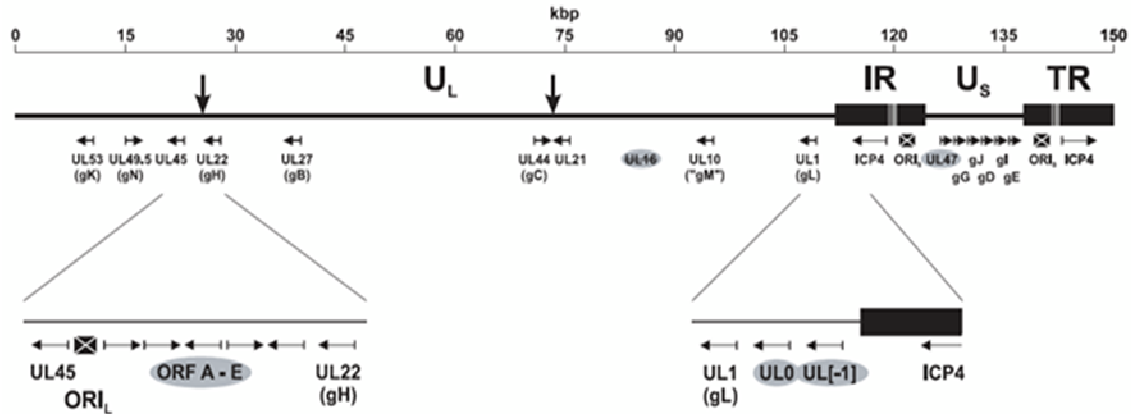 kbp
0 15 30 45 60 75 90 105 120 135 150
UL IR US TR
UL53 UL49.5 UL45 UL22 UL27 UL44 UL21 UL16 UL10 UL1 ICP4 ORIs UL47 gJ gI ORIs ICP4
(gK) (gN) (gH) (gB) (gC) ("gM") (gL) gG gD gE
UL45 ORF A - E UL22 UL1 UL0 UL[-1] ICP4
ORIL (gH) (gL)